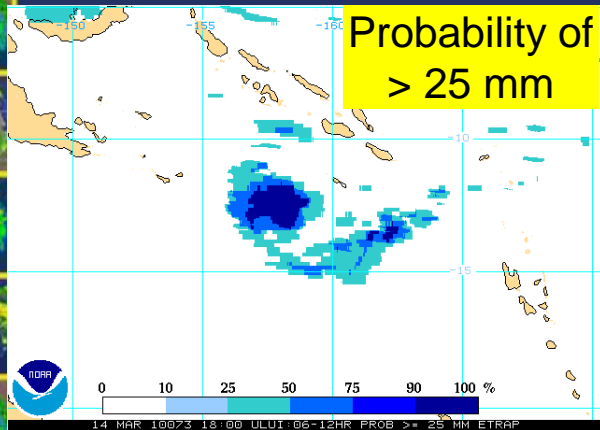 -150 -155 -160
Probability of
> 25 mm
-10
-15
NOAA
0 10 25 50 75 90 100 %
14 MAR 10073 18:00 ULUI:06-12HR PROB >= 25 MM ETRAP